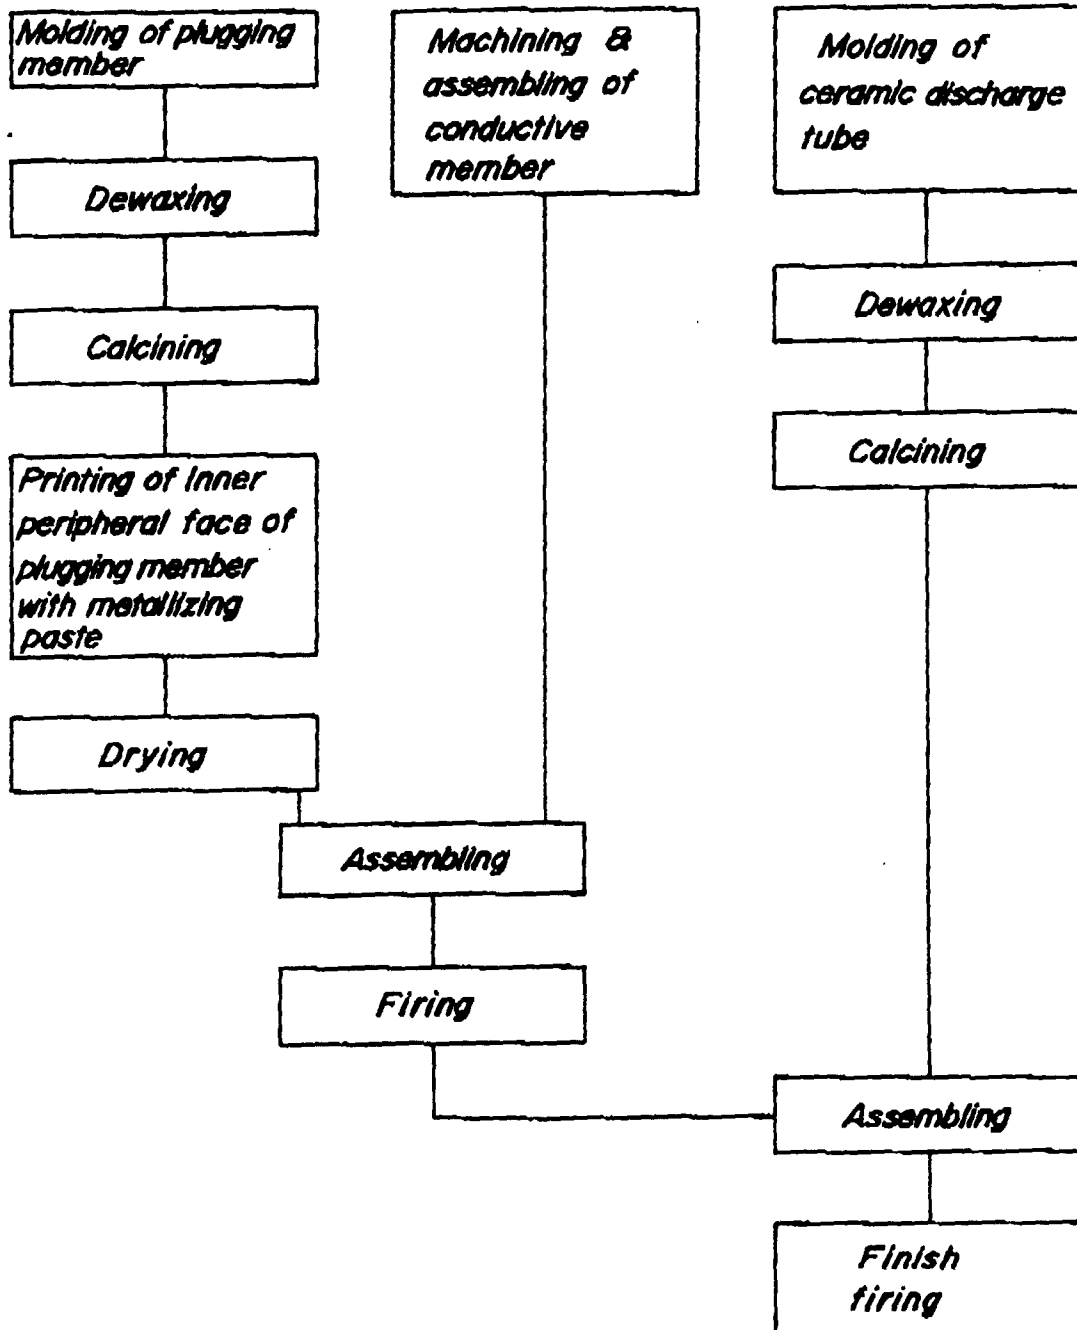 Molding of plugging
member
Dewaxing
Calcining
Printing of Inner
peripheral face of
plugging member
with metallizing
paste
Drying
Machining &
assembling of
conductive
member
Assembling
Firing
Molding of
ceramic discharge
tube
Dewaxing
Calcining
Assembling
Finish
firing